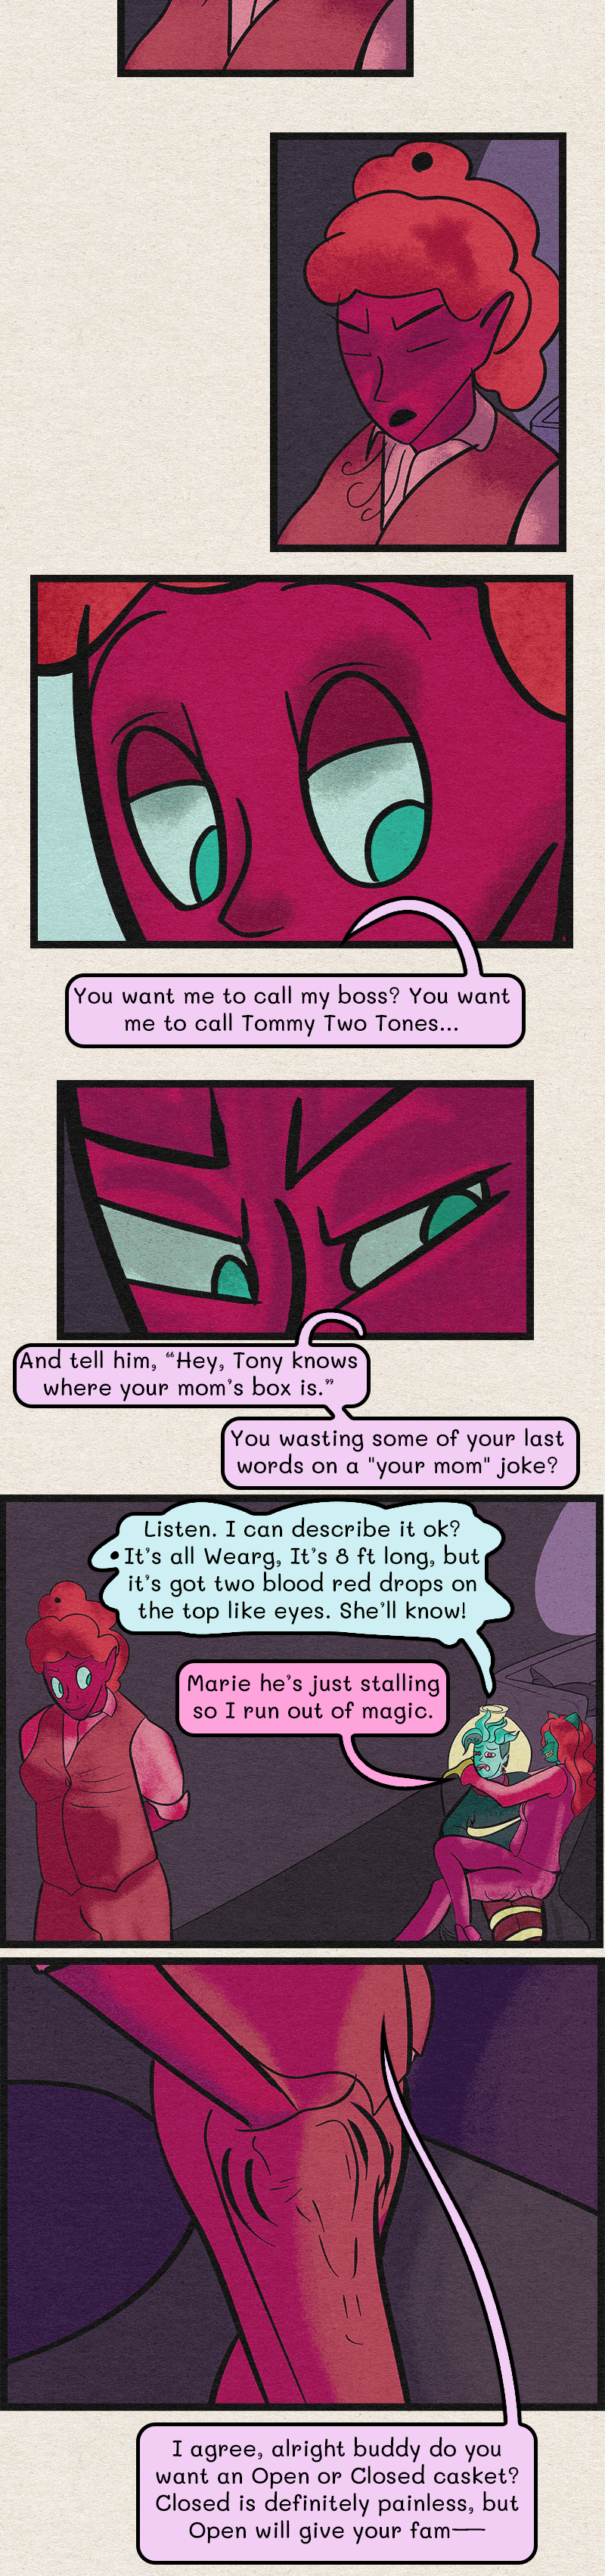 You want me to call my boss? You want
me to call Tommy Two Tones...
And tell him, “Hey, Tony knows
where your mom's box is.”
You wasting some of your last
words on a "your mom" joke?
Listen. I can describe it ok?
It's all Wearg, It's 8 ft long, but
it's got two blood red drops on
the top like eyes. She'll know!
Marie he's just stalling
so I run out of magic.
I agree, alright buddy do you
want an Open or Closed casket?
Closed is definitely painless, but
Open will give your fam—